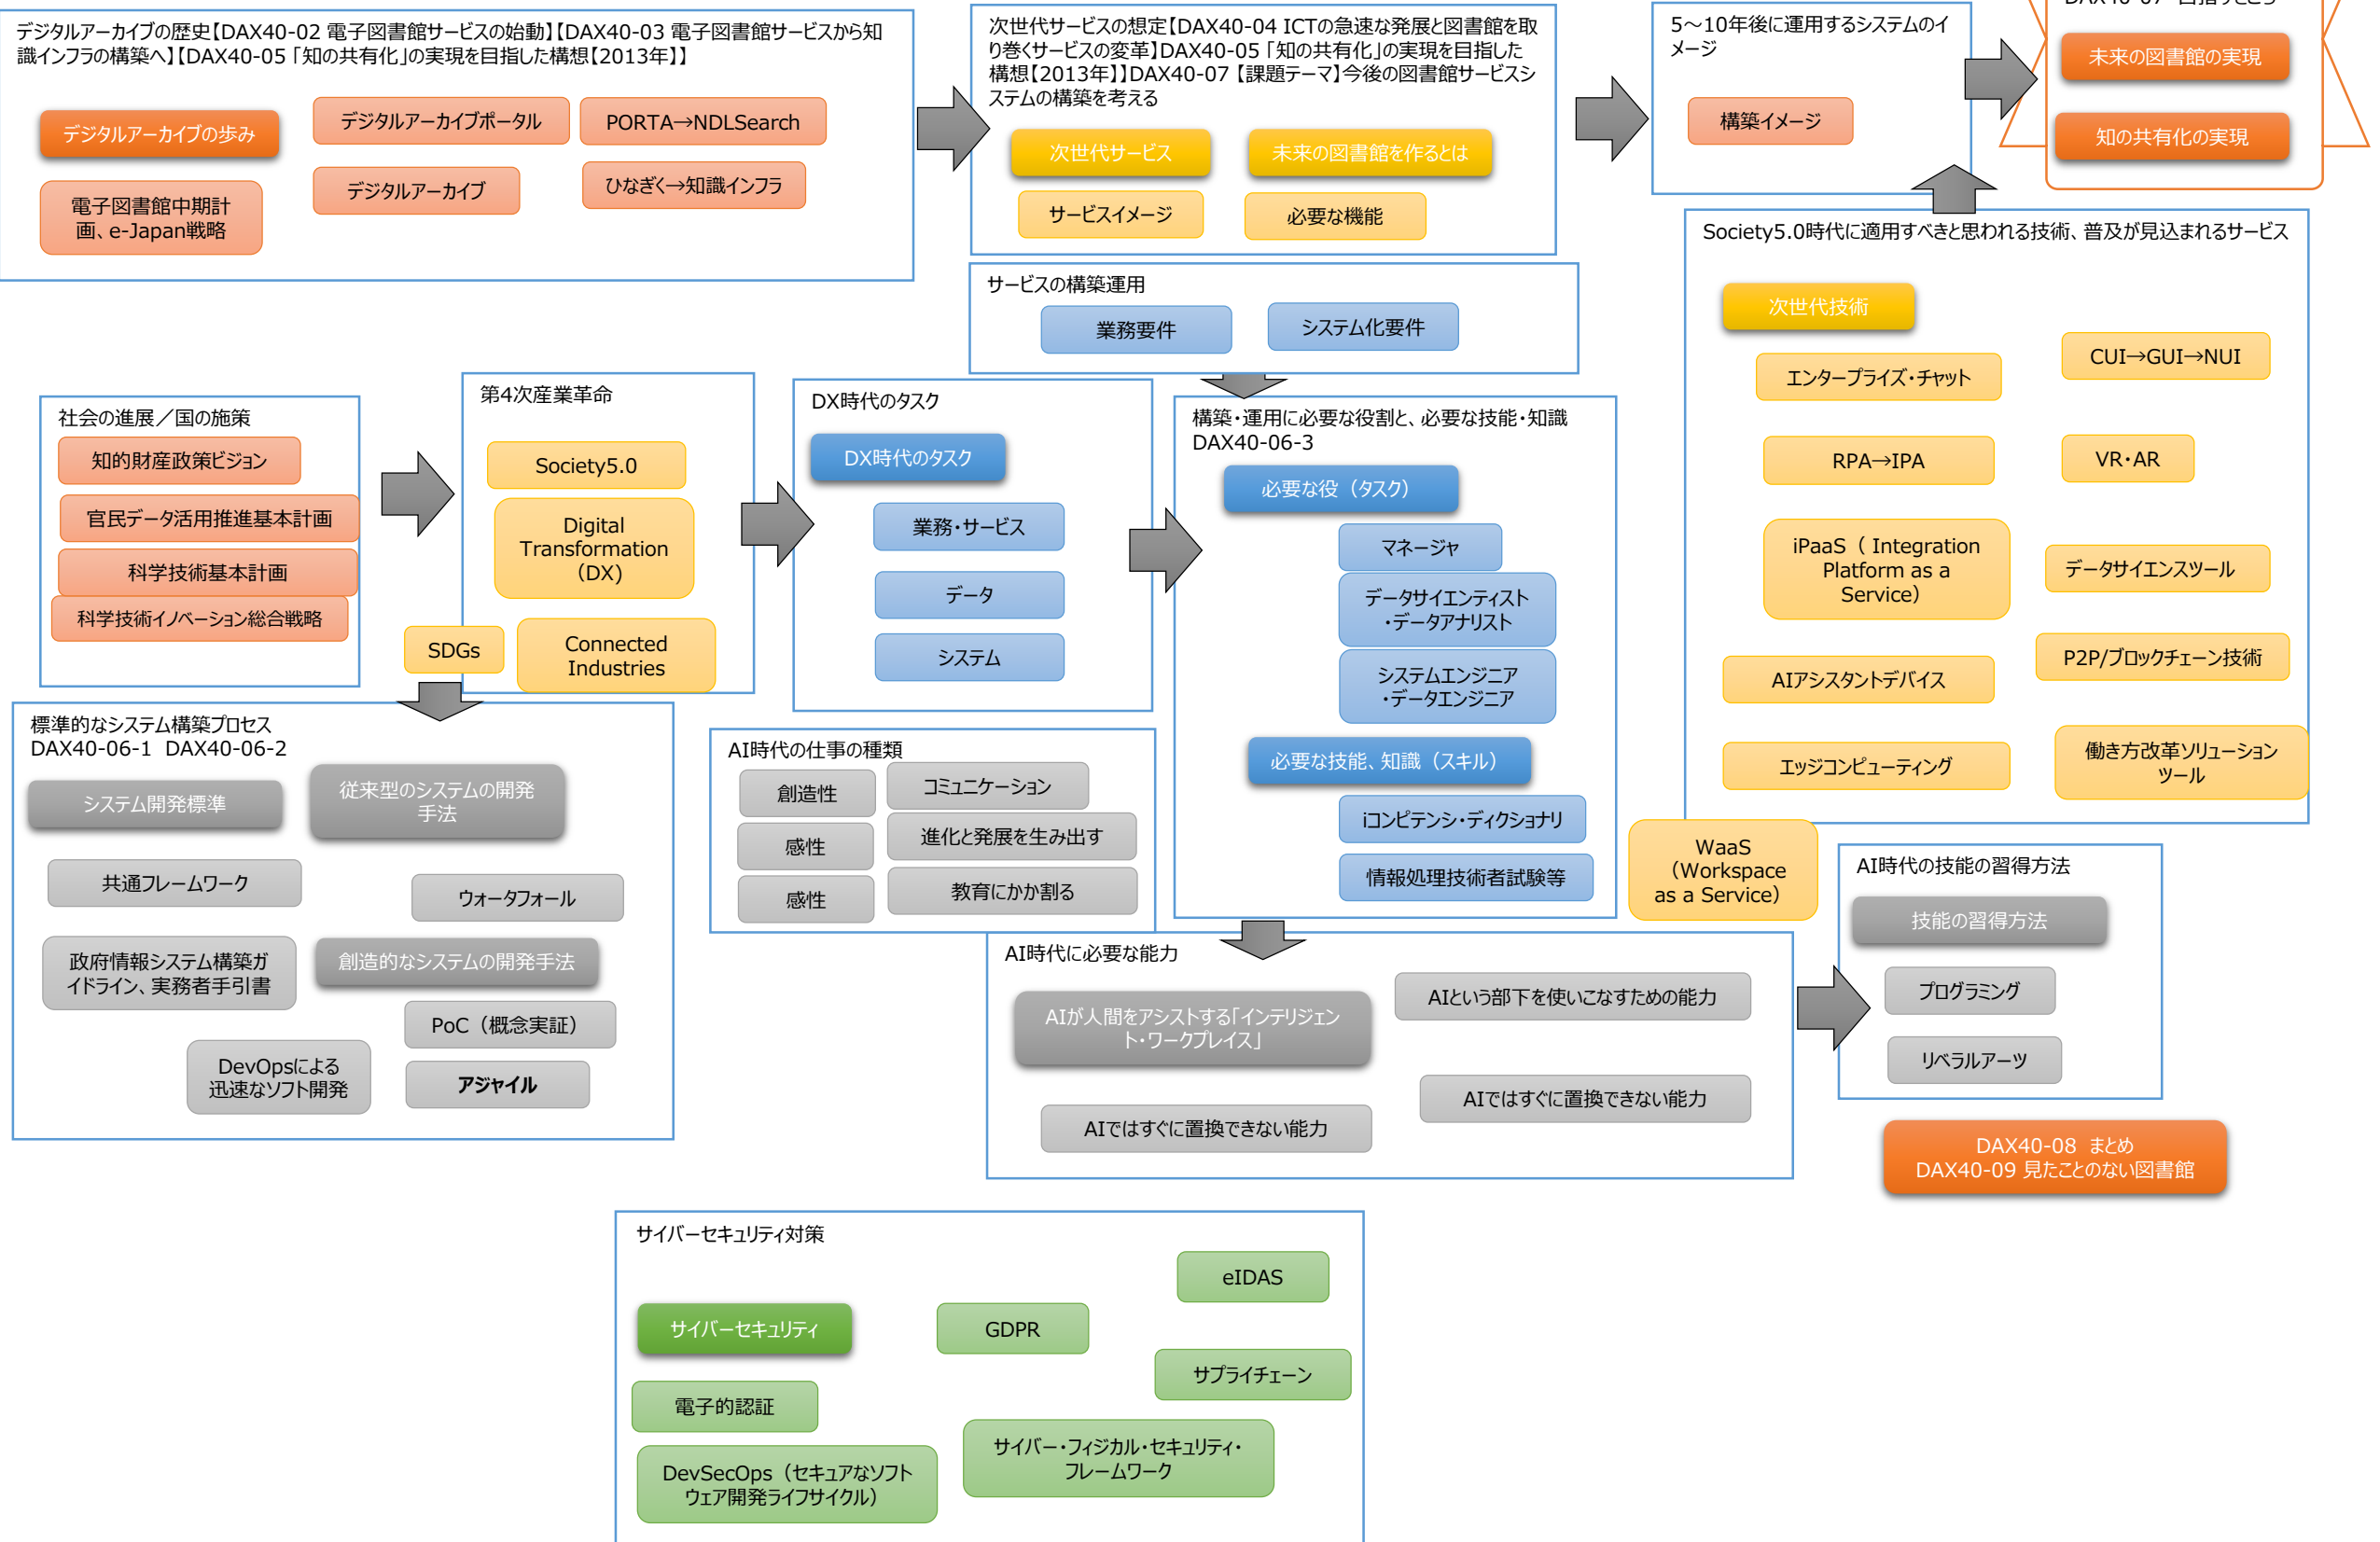 デジタルアーカイブの歴史【DAX40-02 電子図書館サービスの始動】【DAX40-03 電子図書館サービスから知
識インフラの構築へ】【DAX40-05 「知の共有化」の実現を目指した構想【2013年】】
デジタルアーカイブの歩み
デジタルアーカイブポータル
PORTA→NDLSearch
電子図書館中期計
画、e-Japan戦略
デジタルアーカイブ
ひなぎく→知識インフラ
次世代サービスの想定【DAX40-04 ICTの急速な発展と図書館を取
り巻くサービスの変革】DAX40-05 「知の共有化」の実現を目指した
構想【2013年】】DAX40-07 【課題テーマ】今後の図書館サービスシ
ステムの構築を考える
次世代サービス
未来の図書館を作るとは
サービスイメージ
必要な機能
5～10年後に運用するシステムのイ
メージ
構築イメージ
未来の図書館の実現
知の共有化の実現
サービスの構築運用
業務要件
システム化要件
Society5.0時代に適用すべきと思われる技術、普及が見込まれるサービス
次世代技術
エンタープライズ・チャット
CUI→GUI→NUI
RPA→IPA
VR・AR
iPaaS（ Integration
Platform as a
Service）
データサイエンスツール
P2P/ブロックチェーン技術
AIアシスタントデバイス
エッジコンピューティング
働き方改革ソリューション
ツール
WaaS
（Workspace
as a Service）
社会の進展／国の施策
知的財産政策ビジョン
官民データ活用推進基本計画
科学技術基本計画
科学技術イノベーション総合戦略
第4次産業革命
Society5.0
Digital
Transformation
（DX)
SDGs
Connected
Industries
DX時代のタスク
DX時代のタスク
業務・サービス
データ
システム
構築・運用に必要な役割と、必要な技能・知識
DAX40-06-3
必要な役（タスク）
マネージャ
データサイエンティスト
・データアナリスト
システムエンジニア
・データエンジニア
必要な技能、知識（スキル）
iコンピテンシ・ディクショナリ
情報処理技術者試験等
標準的なシステム構築プロセス
DAX40-06-1 DAX40-06-2
システム開発標準
従来型のシステムの開発
手法
共通フレームワーク
ウォータフォール
政府情報システム構築ガ
イドライン、実務者手引書
創造的なシステムの開発手法
PoC（概念実証）
DevOpsによる
迅速なソフト開発
アジャイル
AI時代の仕事の種類
創造性
コミュニケーション
感性
進化と発展を生み出す
感性
教育にかか割る
AI時代に必要な能力
AIが人間をアシストする「インテリジェン
ト・ワークプレイス」
AIという部下を使いこなすための能力
AIではすぐに置換できない能力
AIではすぐに置換できない能力
AI時代の技能の習得方法
技能の習得方法
プログラミング
リベラルアーツ
DAX40-08 まとめ
DAX40-09 見たことのない図書館
サイバーセキュリティ対策
eIDAS
サイバーセキュリティ
GDPR
サプライチェーン
電子的認証
サイバー・フィジカル・セキュリティ・
フレームワーク
DevSecOps（セキュアなソフト
ウェア開発ライフサイクル）